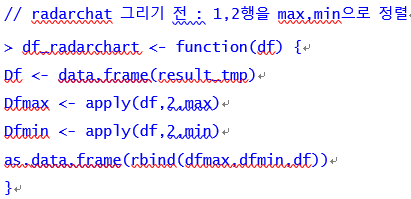 // radarchat 그리기 전 : 1,2행을 max,min으로 정렬
> df_radarchart <- function(df) {
Df <- data.frame(result_tmp)
Dfmax <- apply(df,2,max)
Dfmin <- apply(df,2,min)
as.data.frame(rbind(dfmax,dfmin,df))
}